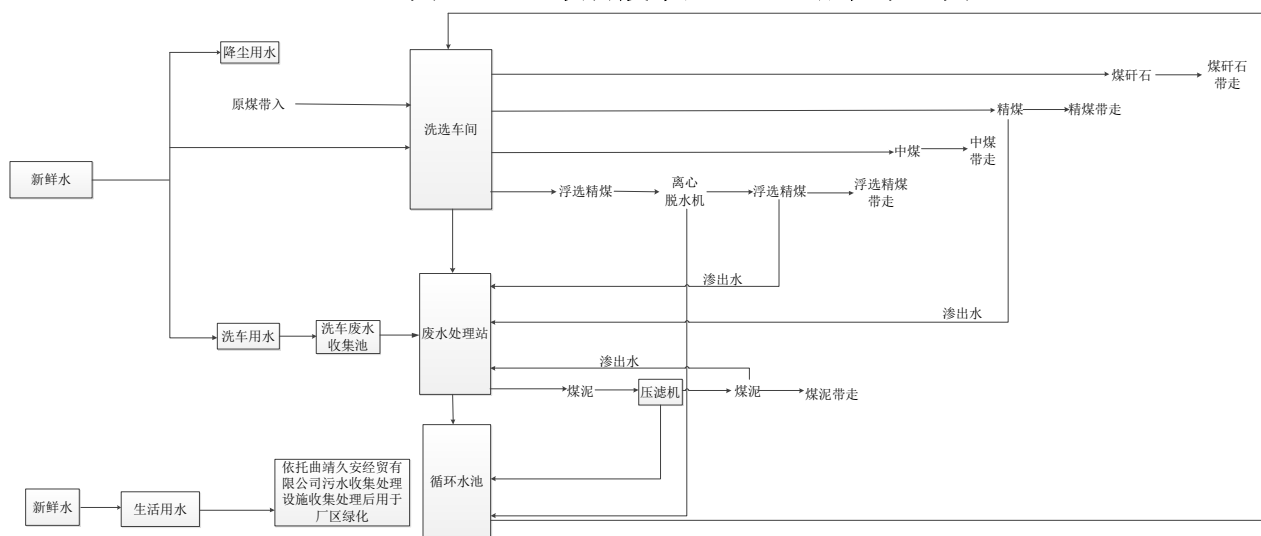 降尘用水
煤矸石
煤矸石
带走
原煤带入
精煤
精煤带走
洗选车间
中煤
中煤
带走
新鲜水
浮选精煤
离心
脱水机
浮选精煤
浮选精煤
带走
渗出水
渗出水
洗车用水
洗车废水
收集池
废水处理站
渗出水
煤泥
压滤机
煤泥
煤泥带走
依托曲靖久安经贸有
限公司污水收集处理
设施收集处理后用于
厂区绿化
循环水池
新鲜水
生活用水